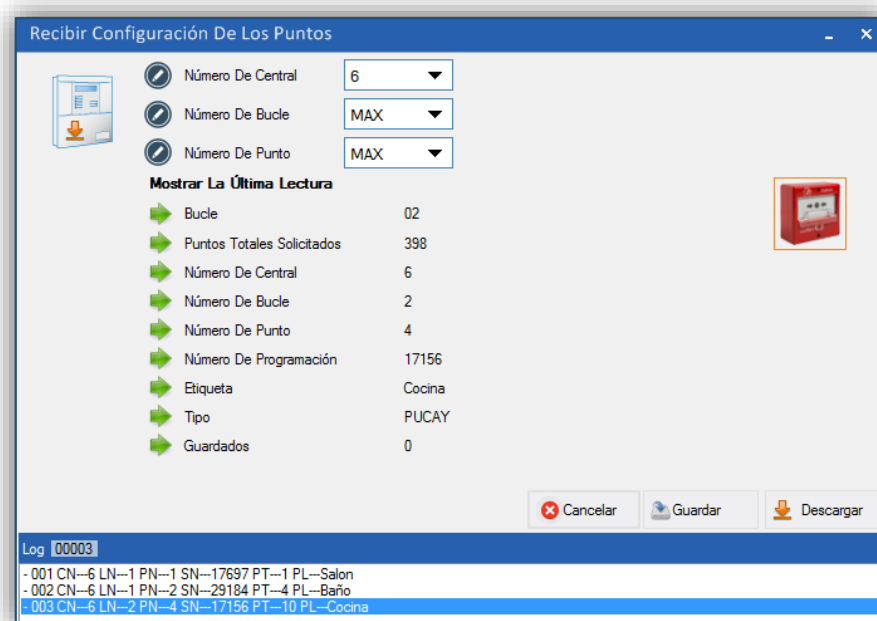 Recibir Configuración De Los Puntos
Número De Central 6
Número De Bucle MAX
Número De Punto MAX
Mostrar La Última Lectura
Bucle 02
Puntos Totales Solicitados 398
Número De Central 6
Número De Bucle 2
Número De Punto 4
Número De Programación 17156
Etiqueta Cocina
Tipo PUCAY
Guardados 0
Cancelar Guardar Descargar
Log 00003
- 001 CN---6 LN---1 PN---1 SN---17697 PT---1 PL---Salon
- 002 CN---6 LN---1 PN---2 SN---29184 PT---4 PL---Baño
- 003 CN---6 LN---2 PN---4 SN---17156 PT---10 PL---Cocina